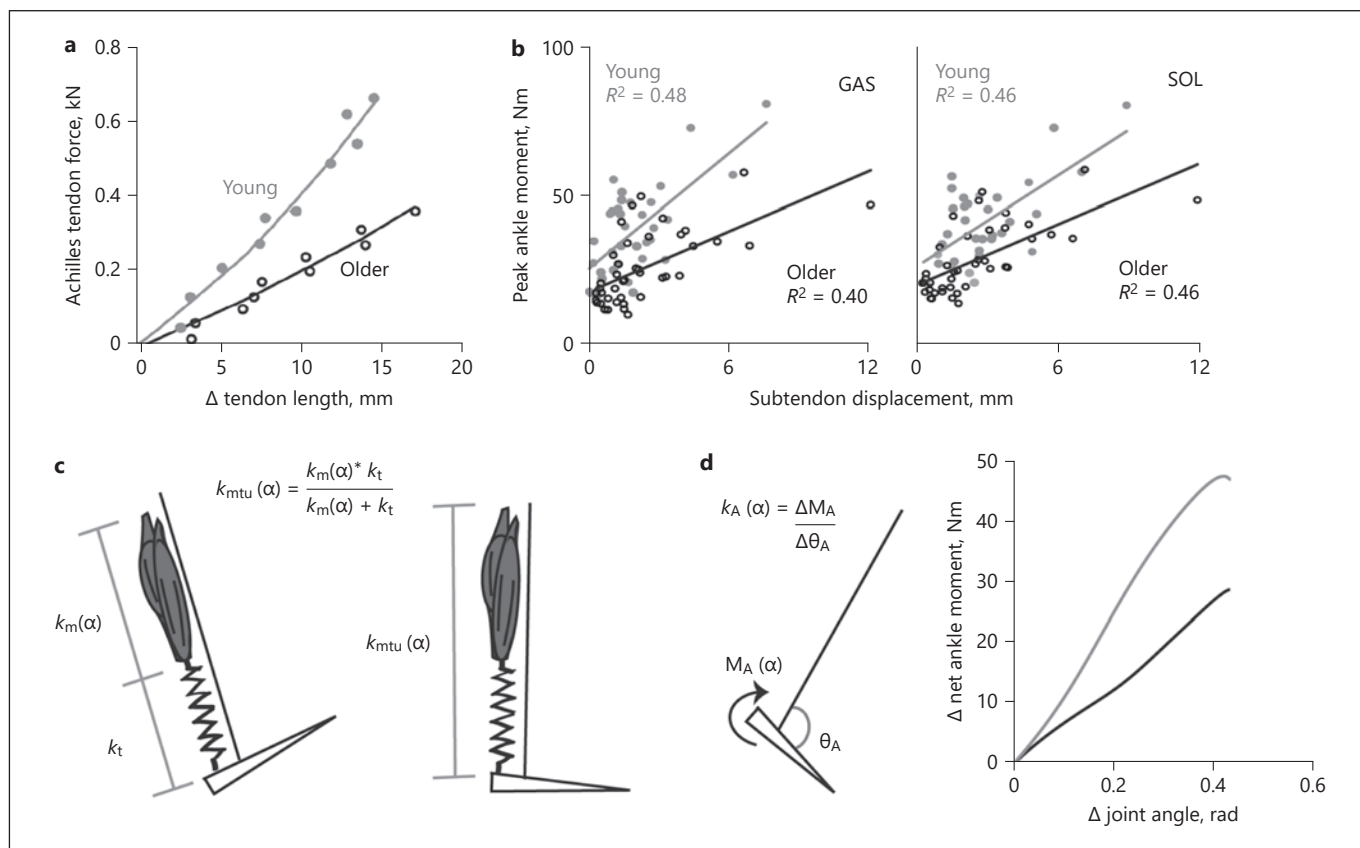 a
0.8
0.6
0.4
0.2
0
Achilles tendon force, kN
Young
Older
0 5 10 15 20
Δ tendon length, mm
b
100
50
0
Peak ankle moment, Nm
Young
R² = 0.48
GAS
Older
R² = 0.40
0 6 12
Young
R² = 0.46
SOL
Older
R² = 0.46
0 6 12
Subtendon displacement, mm
c
kmtu (α) = km(α)* kt / km(α) + kt
km(α)
kt
kmtu (α)
d
kA (α) = ΔMA / ΔθA
MA (α)
θA
50
40
30
20
10
0
Δ net ankle moment, Nm
0 0.2 0.4 0.6
Δ joint angle, rad